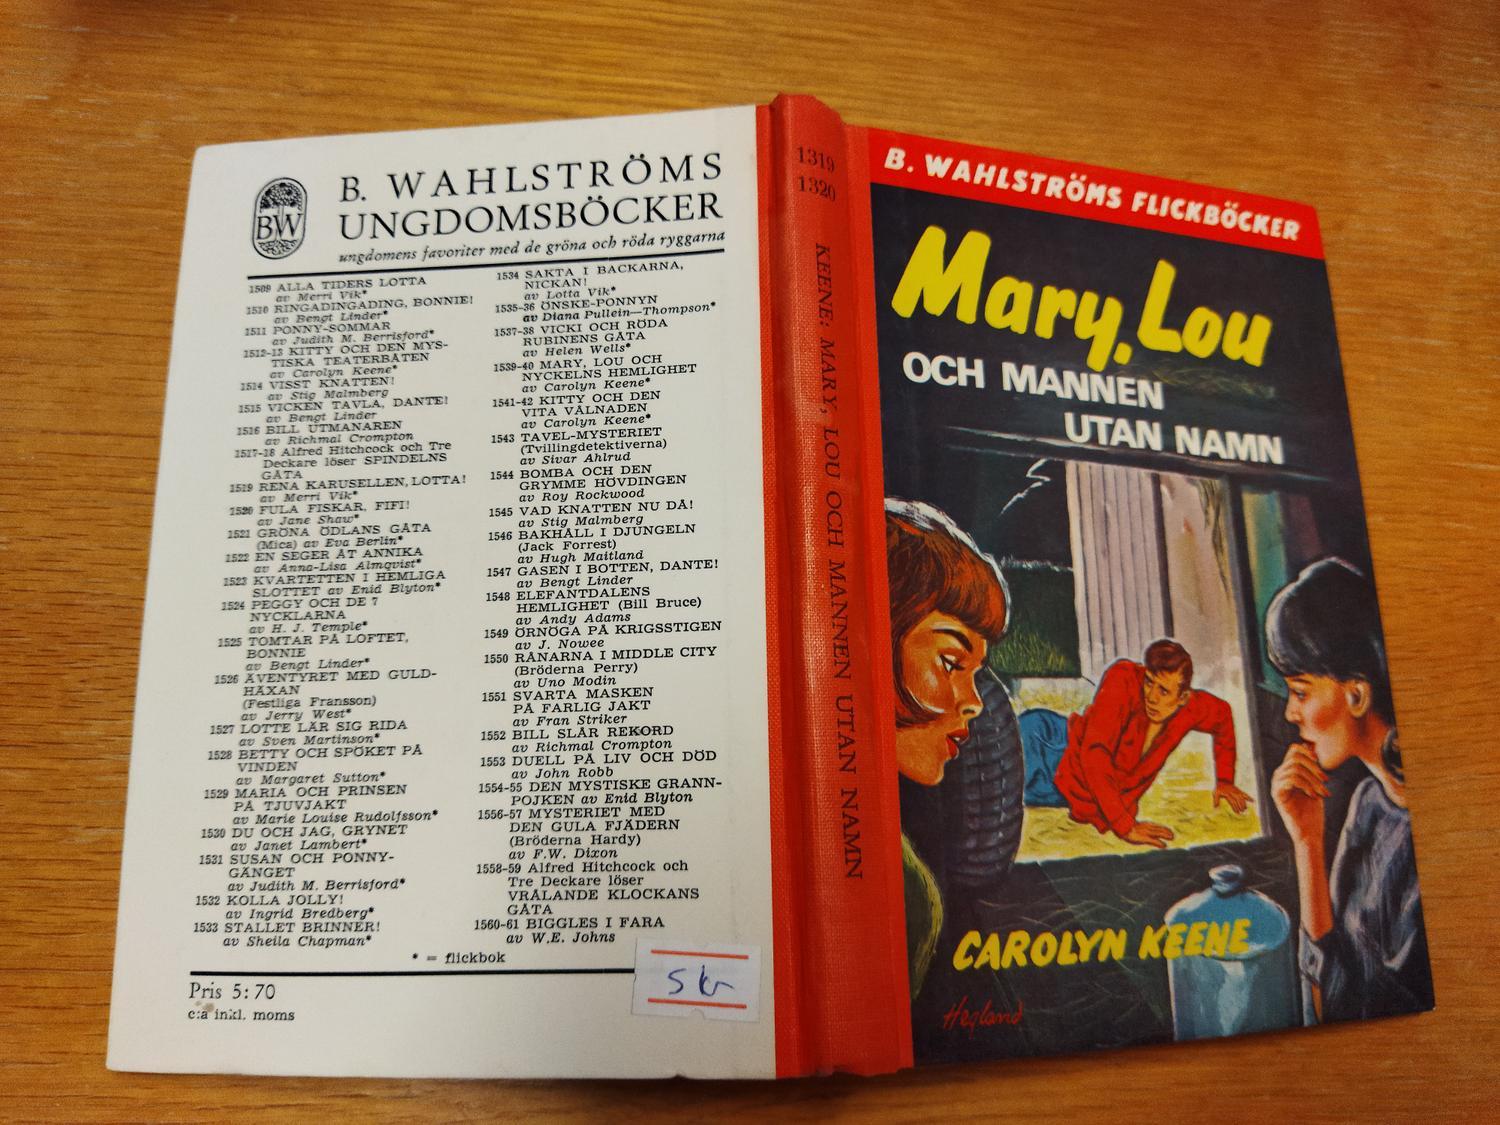 B. WAHLSTRÖMS
UNGDOMSBÖCKER
ungdomens favoriter med de gröna och röda ryggarna
BW
1509 ALLA TIDERS LOTTA
av Merri Vik*
1510 RINGADINGADING, BONNIE!
av Bengt Linder*
1511 PONNY-SOMMAR
av Judith M. Berrisford*
1512-13 KITTY OCH DEN MYS-
TISKA TEATERBÅTEN
av Carolyn Keene*
1514 VISST KNATTEN!
av Stig Malmberg
1515 VICKEN TAVLA, DANTE!
av Bengt Linder
1516 BILL UTMANAREN
av Richmal Crompton
1517-18 Alfred Hitchcock och Tre
Deckare löser SPINDELNS
GÅTA
1519 RENA KARUSELLEN, LOTTA!
av Merri Vik*
1520 FULA FISKAR, FIFI!
av Jane Shaw*
1521 GRÖNA ÖDLANS GÅTA
(Mica) av Eva Berlin*
1522 EN SEGER ÅT ANNIKA
av Anna-Lisa Almqvist*
1523 KVARTETTEN I HEMLIGA
SLOTTET av Enid Blyton*
1524 PEGGY OCH DE 7
NYCKLARNA
av H. J. Temple*
1525 TOMTAR PÅ LOFTET,
BONNIE
av Bengt Linder*
1526 ÄVENTYRET MED GULD-
HÄXAN
(Festliga Fransson)
av Jerry West*
1527 LOTTE LÄR SIG RIDA
av Sven Martinson*
1528 BETTY OCH SPÖKET PÅ
VINDEN
av Margaret Sutton*
1529 MARIA OCH PRINSEN
PÅ TJUVJAKT
av Marie Louise Rudolfsson*
1530 DU OCH JAG, GRYNET
av Janet Lambert*
1531 SUSAN OCH PONNY-
GÄNGET
av Judith M. Berrisford*
1532 KOLLA JOLLY!
av Ingrid Bredberg*
1533 STALLET BRINNER!
av Sheila Chapman*
1534 SAKTA I BACKARNA,
NICKAN!
av Lotta Vik*
1535-36 ÖNSKE-PONNYN
av Diana Pullein—Thompson*
1537-38 VICKI OCH RÖDA
RUBINENS GÅTA
av Helen Wells*
1539-40 MARY, LOU OCH
NYCKELNS HEMLIGHET
av Carolyn Keene*
1541-42 KITTY OCH DEN
VITA VÅLNADEN
av Carolyn Keene*
1543 TAVEL-MYSTERIET
(Tvillingdetektiverna)
av Sivar Ahlrud
1544 BOMBA OCH DEN
GRYMME HÖVDINGEN
av Roy Rockwood
1545 VAD KNATTEN NU DÅ!
av Stig Malmberg
1546 BAKHÅLL I DJUNGELN
(Jack Forrest)
av Hugh Maitland
1547 GASEN I BOTTEN, DANTE!
av Bengt Linder
1548 ELEFANTDALENS
HEMLIGHET (Bill Bruce)
av Andy Adams
1549 ÖRNÖGA PÅ KRIGSSTIGEN
av J. Nowee
1550 RÅNARNA I MIDDLE CITY
(Bröderna Perry)
av Uno Modin
1551 SVARTA MASKEN
PÅ FARLIG JAKT
av Fran Striker
1552 BILL SLÅR REKORD
av Richmal Crompton
1553 DUELL PÅ LIV OCH DÖD
av John Robb
1554-55 DEN MYSTISKE GRANN-
POJKEN av Enid Blyton
1556-57 MYSTERIET MED
DEN GULA FJÄDERN
(Bröderna Hardy)
av F.W. Dixon
1558-59 Alfred Hitchcock och
Tre Deckare löser
VRÅLANDE KLOCKANS
GÅTA
1560-61 BIGGLES I FARA
av W.E. Johns
* = flickbok
Pris 5:70
c:a inkl. moms
5 kr
1319
1320
KEENE: MARY, LOU OCH MANNEN UTAN NAMN
B. WAHLSTRÖMS FLICKBÖCKER
Mary, Lou
OCH MANNEN
UTAN NAMN
CAROLYN KEENE
Hegland